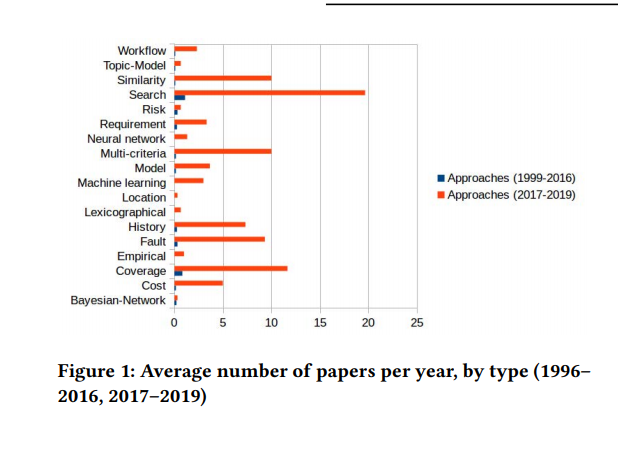 Workflow
Topic-Model
Similarity
Search
Risk
Requirement
Neural network
Multi-criteria
Model
Machine learning
Location
Lexicographical
History
Fault
Empirical
Coverage
Cost
Bayesian-Network
0 5 10 15 20 25
Approaches (1999-2016)
Approaches (2017-2019)
Figure 1: Average number of papers per year, by type (1996–
2016, 2017–2019)